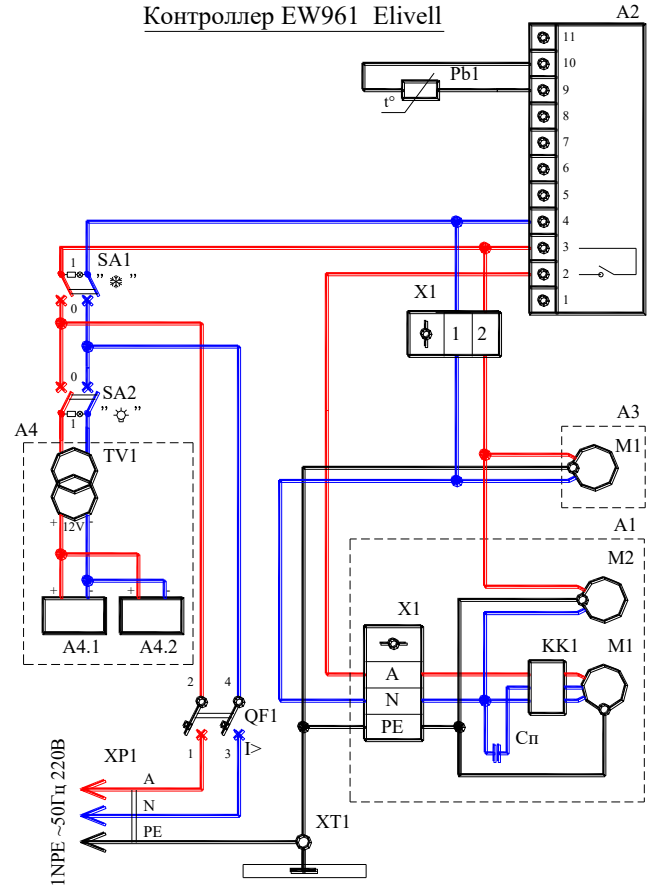 Контроллер EW961 Elivell
A2
11
10
Pb1
9
t°
8
7
6
5
4
3
2
1
1
SA1
" ❄ "
0
X1
1 2
0
SA2
1
" "
A4
TV1
+ 12V -
+ - + -
A4.1 A4.2
A3
M1
A1
M2
X1
KK1 M1
A
N
PE
Сп
2 4
QF1
1 3 I>
XP1
A
N
PE
XT1
1NPE ~50Гц 220В